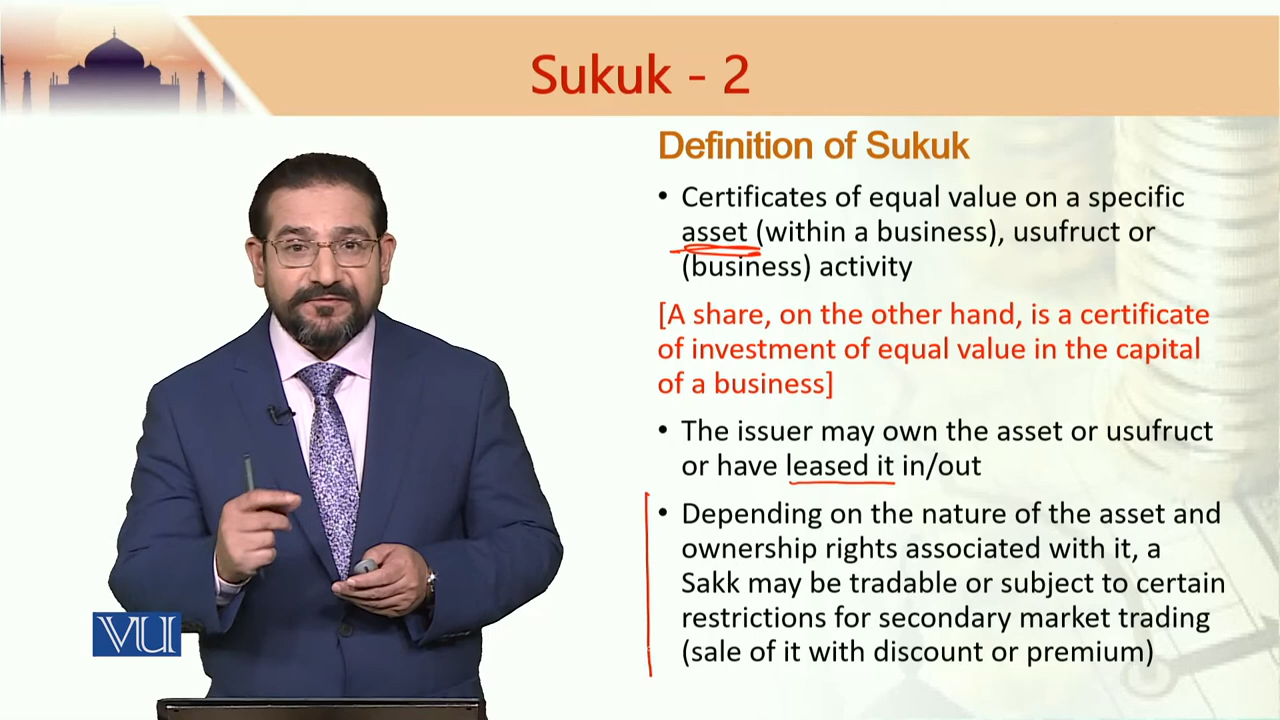 Sukuk - 2
Definition of Sukuk
• Certificates of equal value on a specific
asset (within a business), usufruct or
(business) activity
[A share, on the other hand, is a certificate
of investment of equal value in the capital
of a business]
• The issuer may own the asset or usufruct
or have leased it in/out
• Depending on the nature of the asset and
ownership rights associated with it, a
Sakk may be tradable or subject to certain
restrictions for secondary market trading
(sale of it with discount or premium)
VU